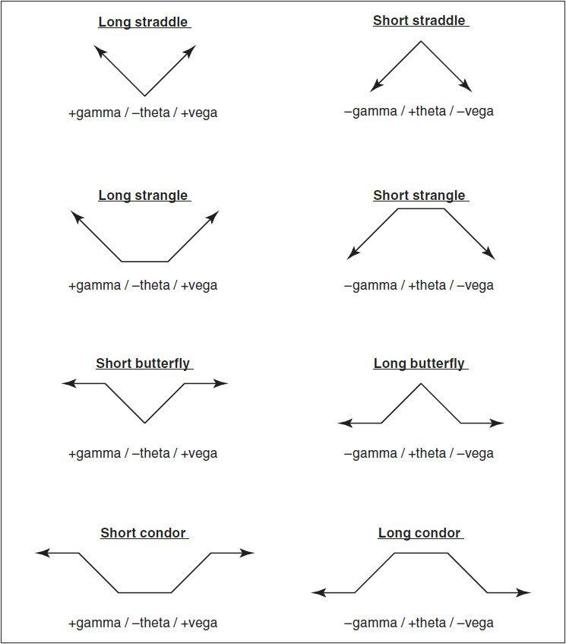 Long straddle
Short straddle
+gamma / –theta / +vega
–gamma / +theta / –vega
Long strangle
Short strangle
+gamma / –theta / +vega
–gamma / +theta / –vega
Short butterfly
Long butterfly
+gamma / –theta / +vega
–gamma / +theta / –vega
Short condor
Long condor
+gamma / –theta / +vega
–gamma / +theta / –vega